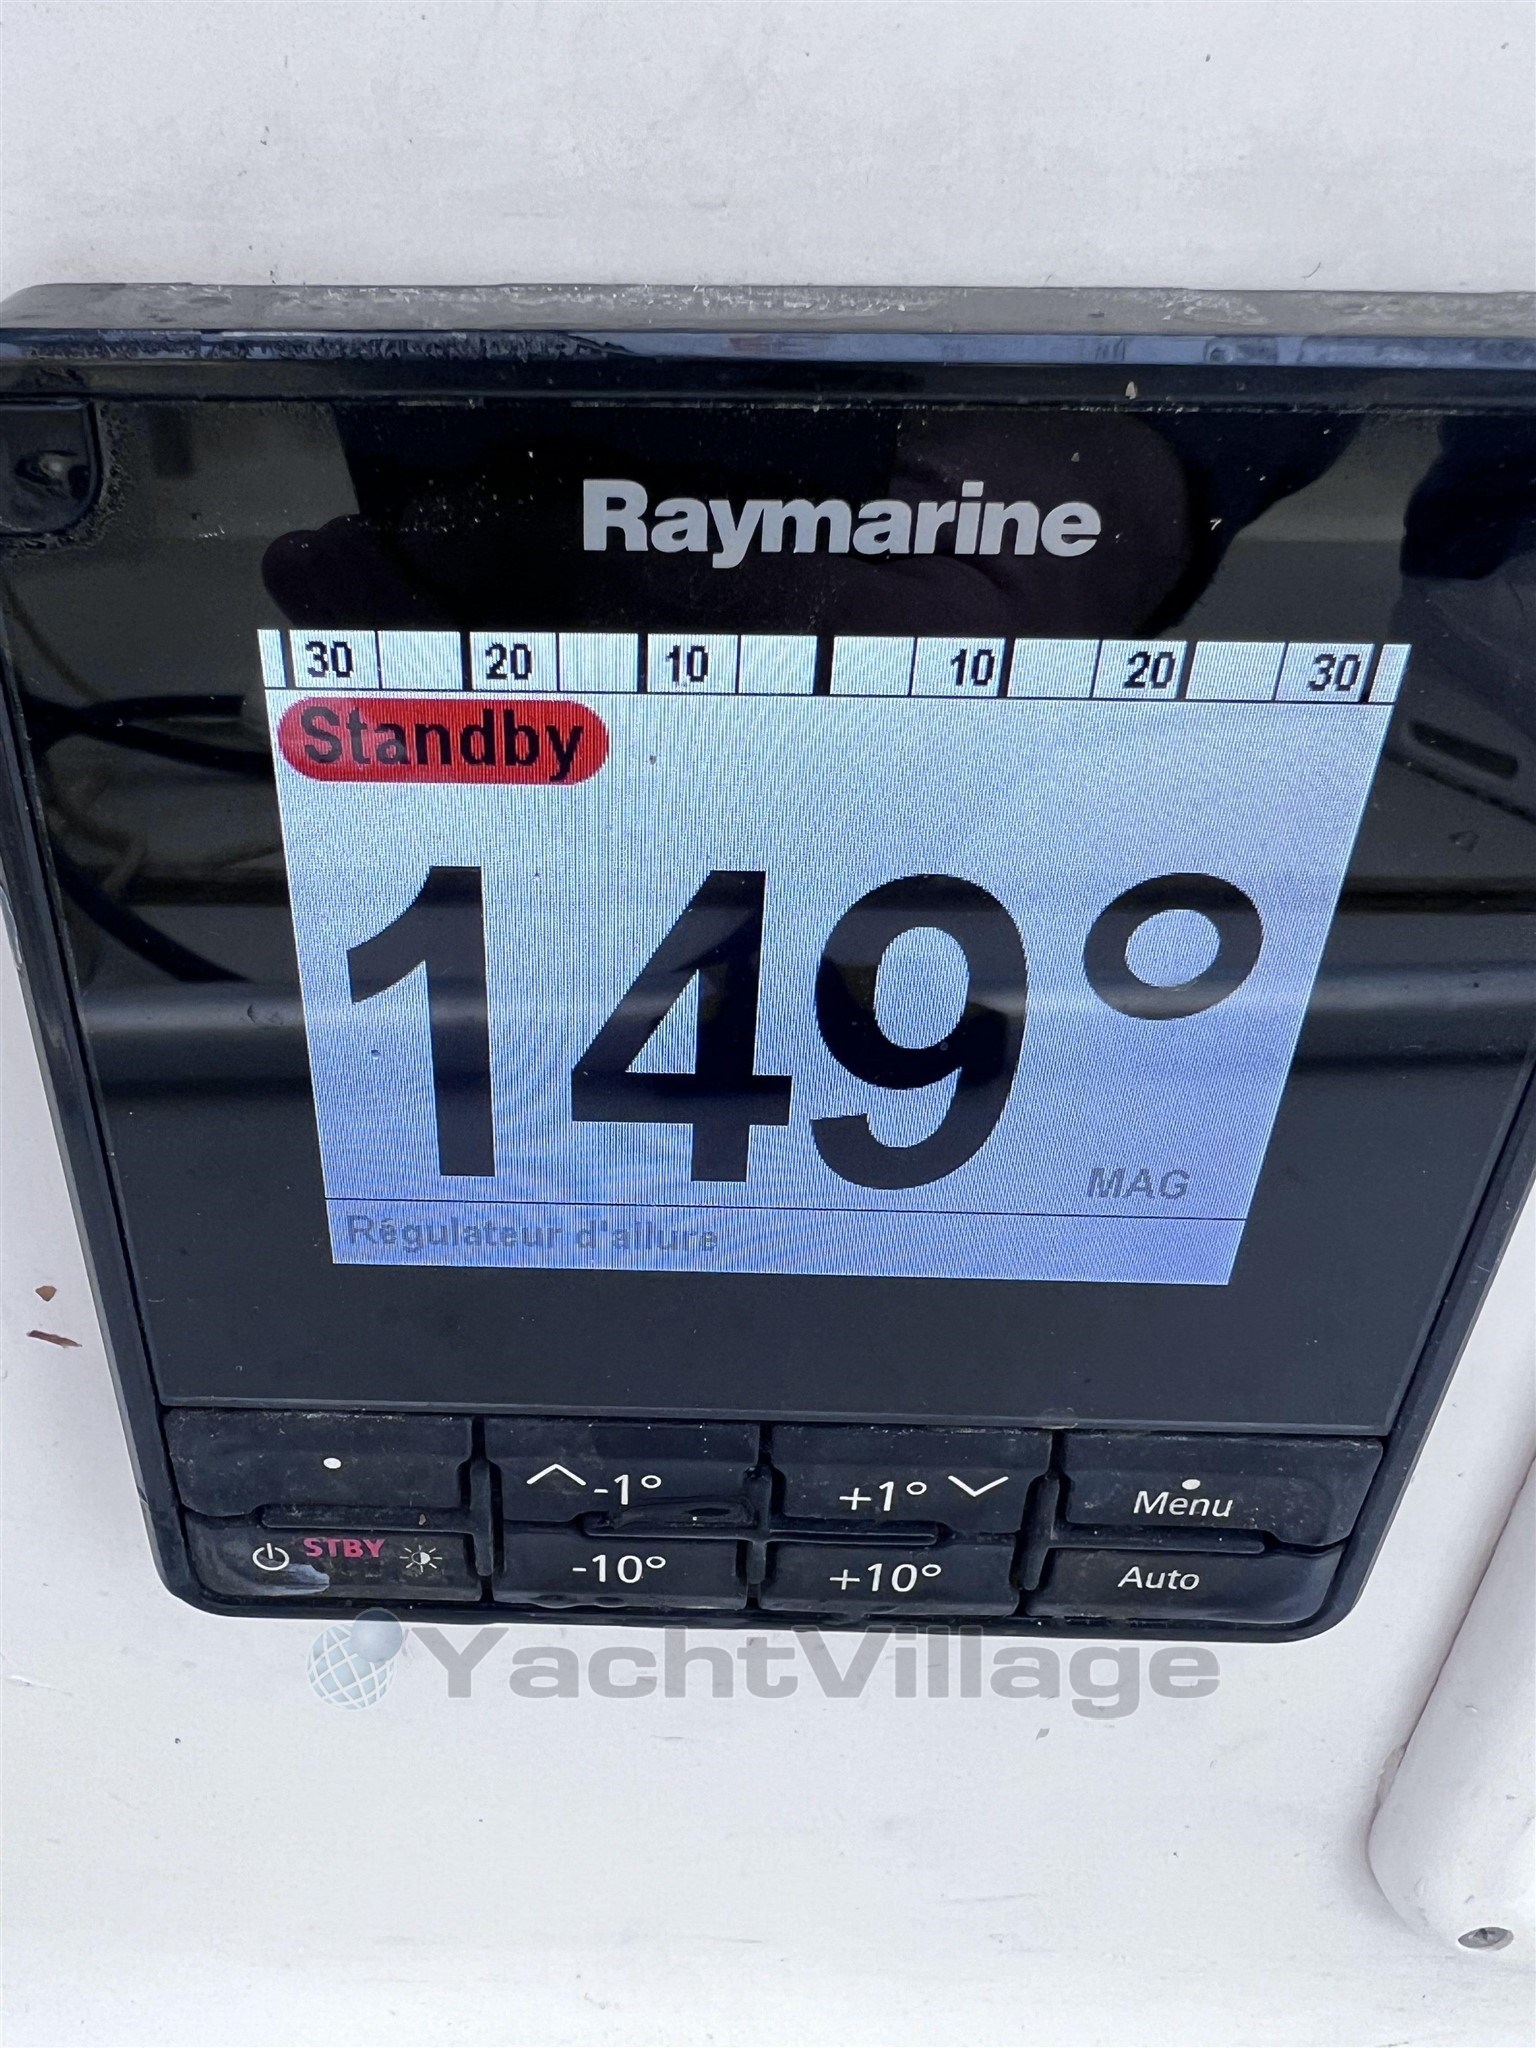 Raymarine
30 20 10 10 20 30
Standby
149°
MAG
Régulateur d'allure
-1° +1° Menu
STBY -10° +10° Auto
YachtVillage